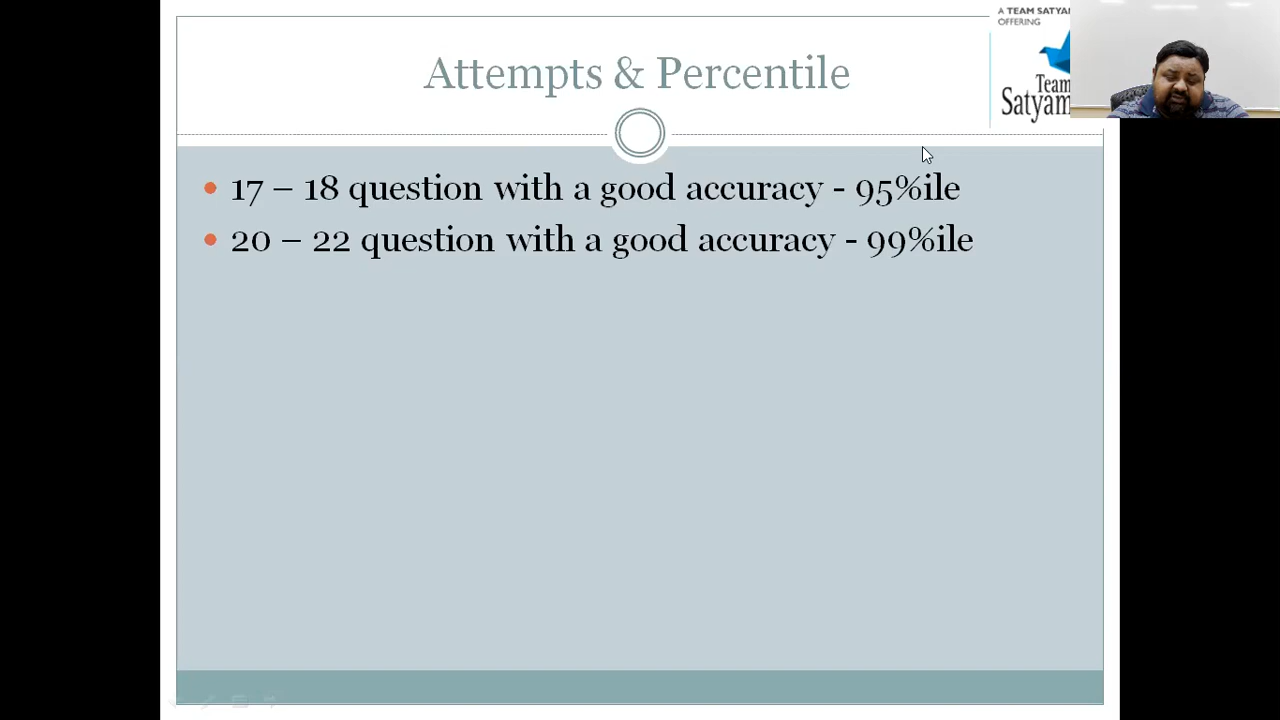 A TEAM SATYAM
OFFERING
Attempts & Percentile
Team
Satyam
17 – 18 question with a good accuracy - 95%ile
20 – 22 question with a good accuracy - 99%ile